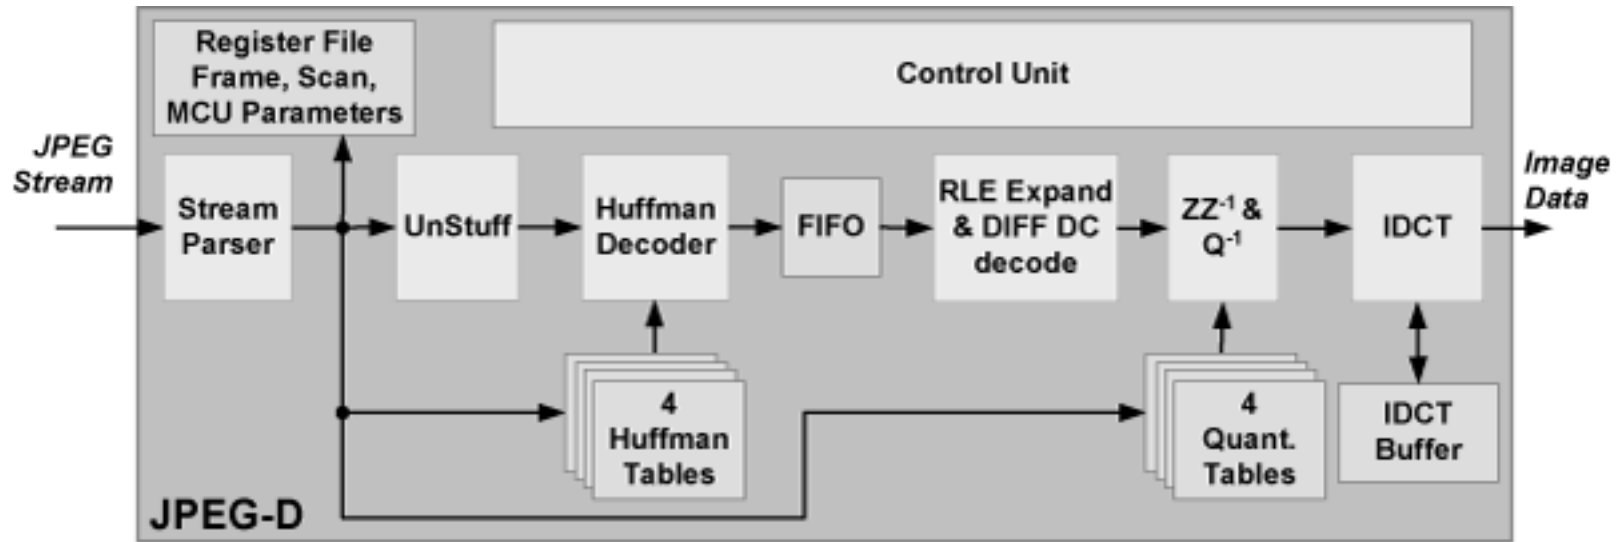 Register File
Frame, Scan,
MCU Parameters
Control Unit
JPEG
Stream
Stream
Parser
UnStuff
Huffman
Decoder
FIFO
RLE Expand
& DIFF DC
decode
ZZ⁻¹ &
Q⁻¹
IDCT
Image
Data
4
Huffman
Tables
4
Quant.
Tables
IDCT
Buffer
JPEG-D